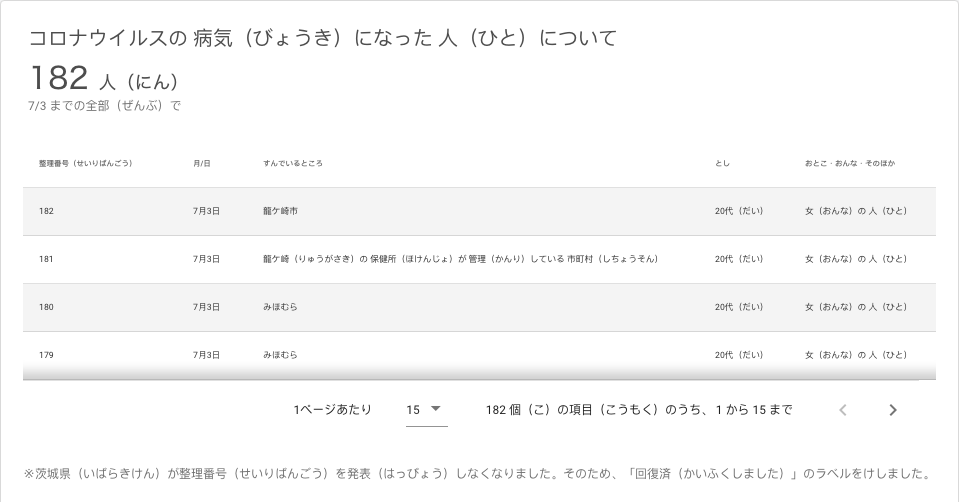 コロナウイルスの 病気（びょうき）になった 人（ひと）について
182 人（にん）
7/3 までの全部（ぜんぶ）で
整理番号（せいりばんごう） 月/日 すんでいるところ とし おとこ・おんな・そのほか
182 7月3日 龍ケ崎市 20代（だい） 女（おんな）の 人（ひと）
181 7月3日 龍ケ崎（りゅうがさき）の 保健所（ほけんじょ）が 管理（かんり）している 市町村（しちょうそん） 20代（だい） 女（おんな）の 人（ひと）
180 7月3日 みほむら 20代（だい） 女（おんな）の 人（ひと）
179 7月3日 みほむら 20代（だい） 女（おんな）の 人（ひと）
1ページあたり 15 182 個（こ）の項目（こうもく）のうち、 1 から 15 まで
※茨城県（いばらきけん）が整理番号（せいりばんごう）を発表（はっぴょう）しなくなりました。そのため、「回復済（かいふくしました）」のラベルをけしました。